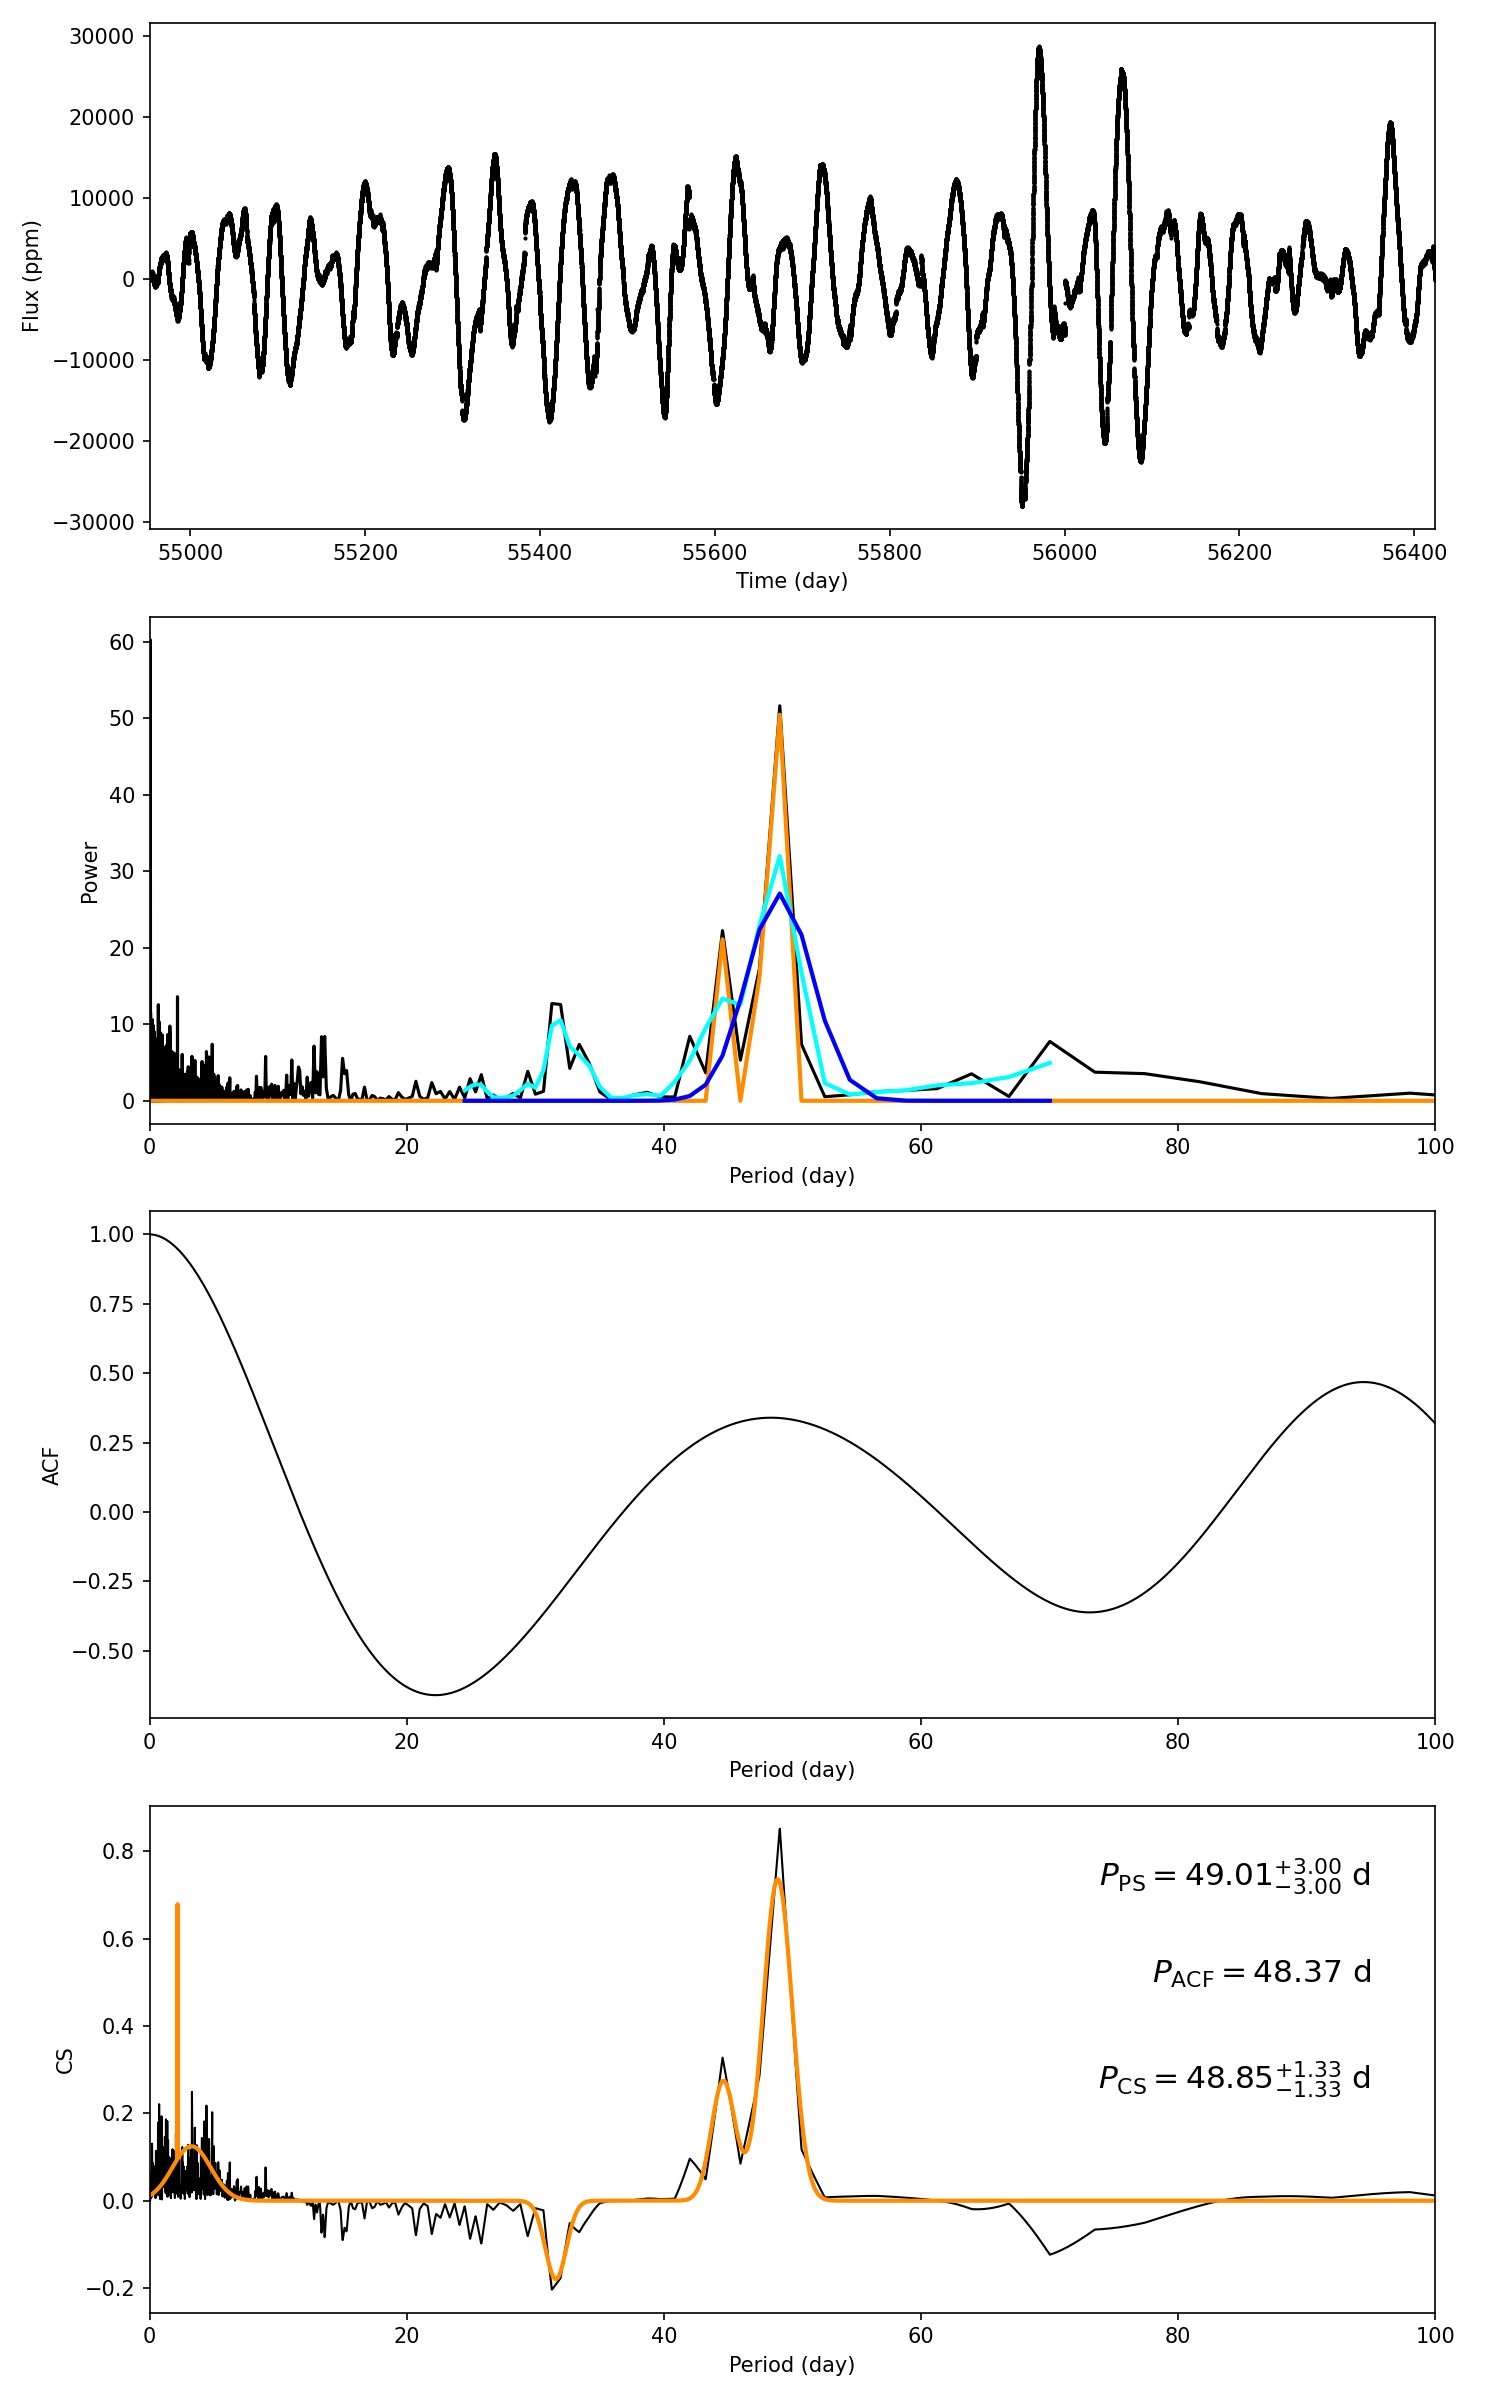 30000
20000
10000
0
−10000
−20000
−30000
Flux (ppm)
55000 55200 55400 55600 55800 56000 56200 56400
Time (day)
60
50
40
30
20
10
0
Power
0 20 40 60 80 100
Period (day)
1.00
0.75
0.50
0.25
0.00
−0.25
−0.50
ACF
0 20 40 60 80 100
Period (day)
0.8
0.6
0.4
0.2
0.0
−0.2
CS
P_PS = 49.01 +3.00 −3.00 d
P_ACF = 48.37 d
P_CS = 48.85 +1.33 −1.33 d
0 20 40 60 80 100
Period (day)